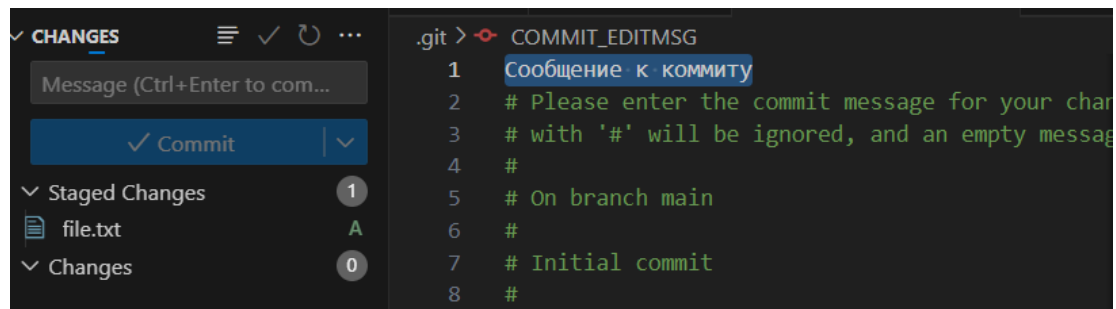 CHANGES
Message (Ctrl+Enter to com...
Commit
Staged Changes 1
file.txt A
Changes 0
.git > COMMIT_EDITMSG
1 Сообщение к коммиту
2 # Please enter the commit message for your
3 # with '#' will be ignored, and an empty
4 #
5 # On branch main
6 #
7 # Initial commit
8 #